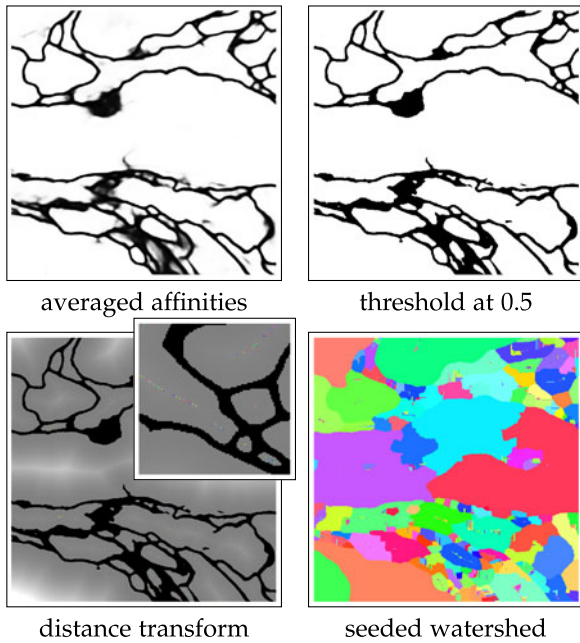 averaged affinities
threshold at 0.5
distance transform
seeded watershed